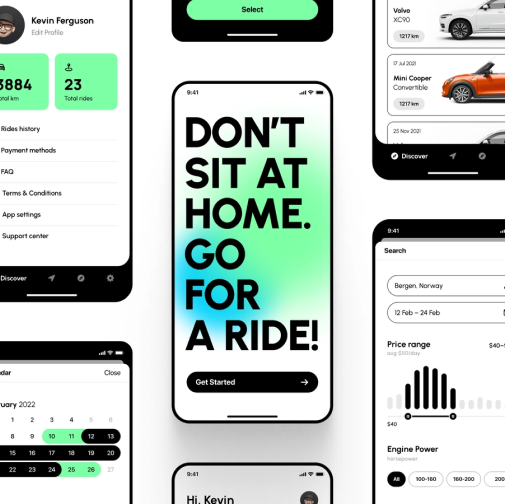 Kevin Ferguson
Edit Profile
3884
total km
23
Total rides
Rides history
Payment methods
FAQ
Terms & Conditions
App settings
Support center
Discover
Select
9:41
DON'T
SIT AT
HOME.
GO
FOR
A RIDE!
Get Started
Volvo
XC90
1217 km
17 Jul 2021
Mini Cooper
Convertible
1217 km
25 Nov 2021
Discover
9:41
Search
Bergen, Norway
12 Feb – 24 Feb
Price range
avg $110/day
$40–
$40
Engine Power
horsepower
All
100-160
160-200
200
dar
Close
uary 2022
1 2 3 4 5 6
8 9 10 11 12 13
15 16 17 18 19 20
22 23 24 25 26 27
9:41
Hi, Kevin